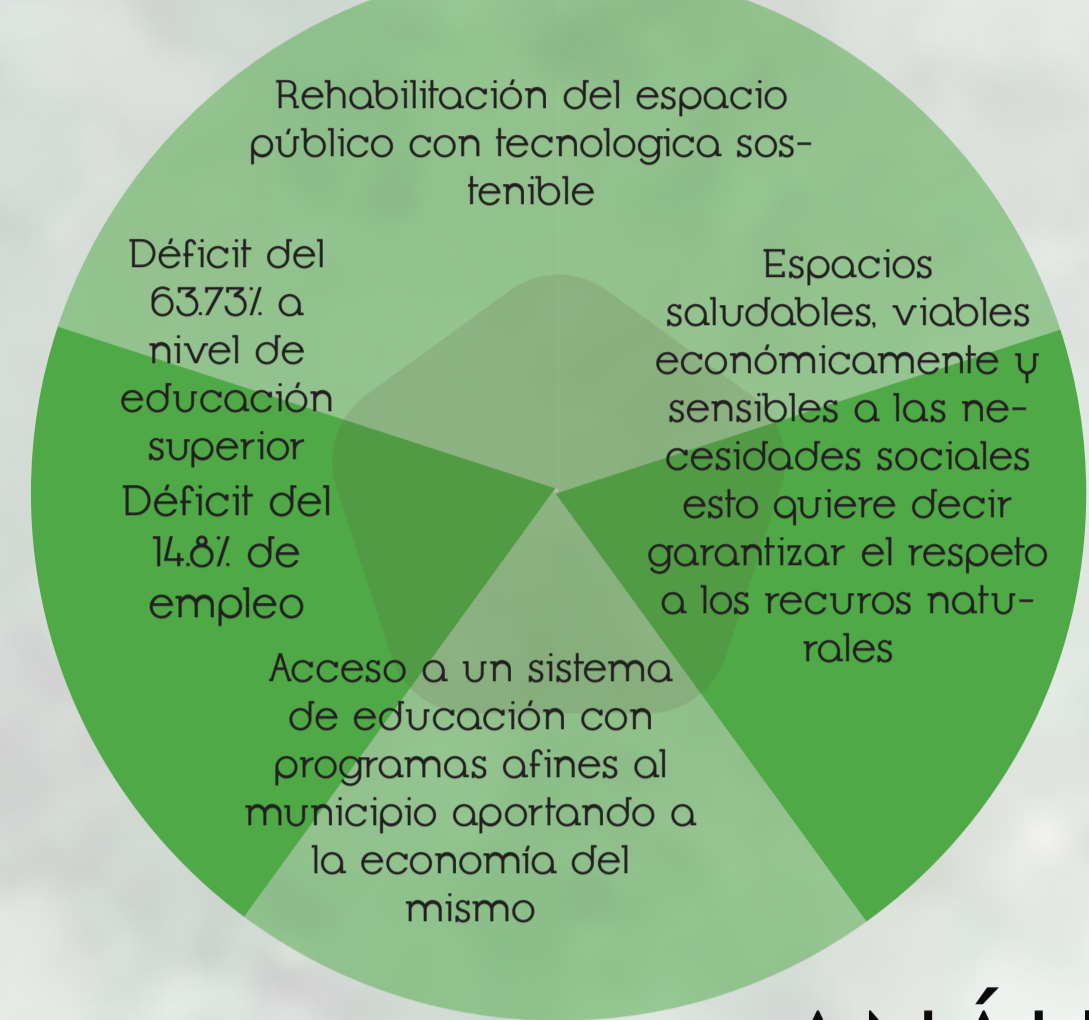 Rehabilitación del espacio
público con tecnologica sos-
tenible
Déficit del
63.73% a
nivel de
educación
superior
Déficit del
14.8% de
empleo
Espacios
saludables, viables
económicamente y
sensibles a las ne-
cesidades sociales
esto quiere decir
garantizar el respeto
a los recuros natu-
rales
Acceso a un sistema
de educación con
programas afines al
municipio aportando a
la economía del
mismo